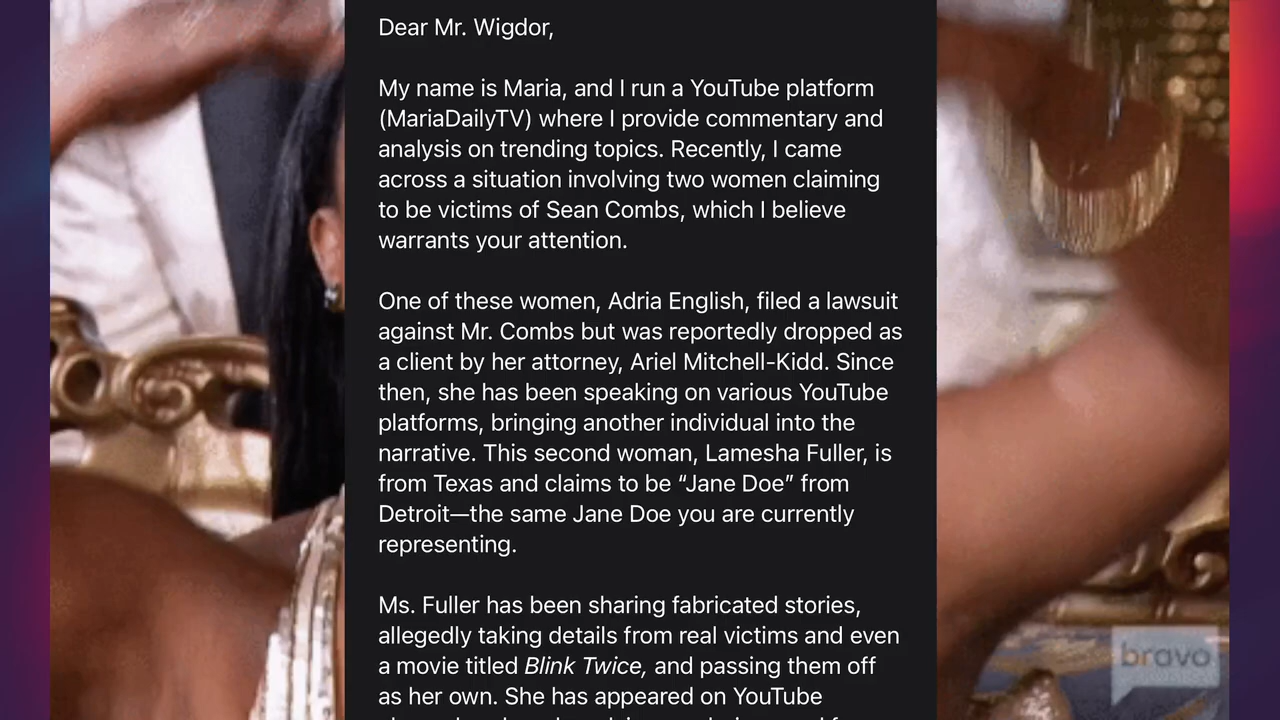 Dear Mr. Wigdor,
My name is Maria, and I run a YouTube platform
(MariaDailyTV) where I provide commentary and
analysis on trending topics. Recently, I came
across a situation involving two women claiming
to be victims of Sean Combs, which I believe
warrants your attention.
One of these women, Adria English, filed a lawsuit
against Mr. Combs but was reportedly dropped as
a client by her attorney, Ariel Mitchell-Kidd. Since
then, she has been speaking on various YouTube
platforms, bringing another individual into the
narrative. This second woman, Lamesha Fuller, is
from Texas and claims to be “Jane Doe” from
Detroit—the same Jane Doe you are currently
representing.
Ms. Fuller has been sharing fabricated stories,
allegedly taking details from real victims and even
a movie titled Blink Twice, and passing them off
as her own. She has appeared on YouTube
bravo